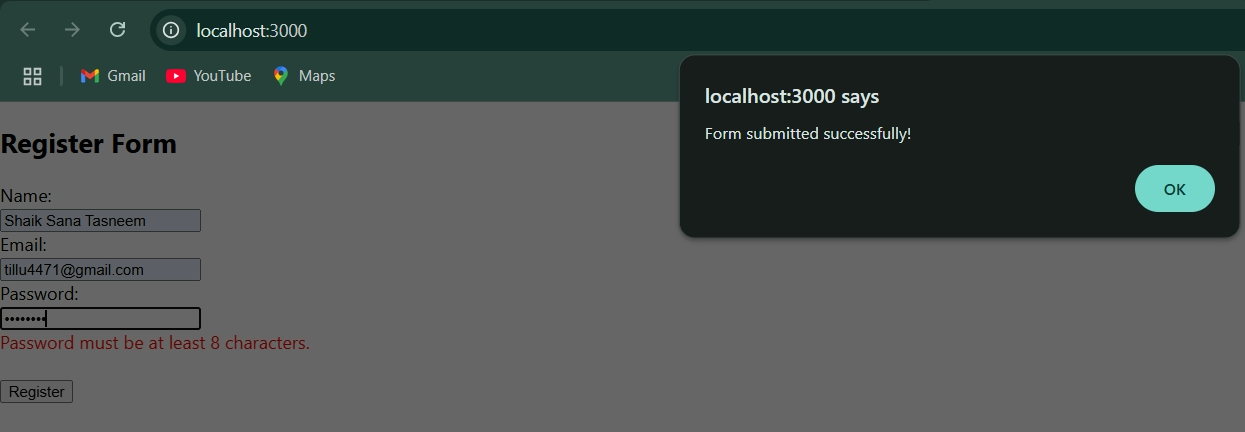 localhost:3000
Gmail YouTube Maps
localhost:3000 says
Form submitted successfully!
OK
Register Form
Name:
Shaik Sana Tasneem
Email:
tillu4471@gmail.com
Password:
••••••••
Password must be at least 8 characters.
Register